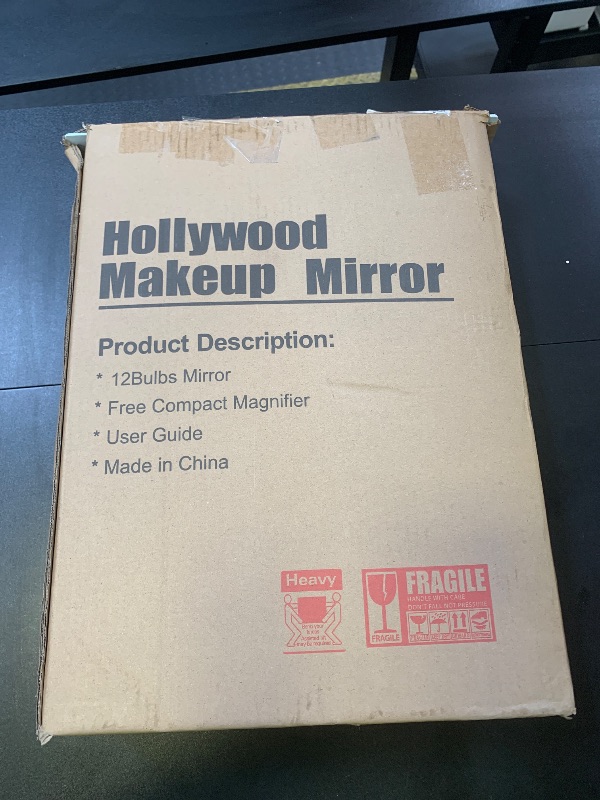 Hollywood
Makeup Mirror
Product Description:
* 12Bulbs Mirror
* Free Compact Magnifier
* User Guide
* Made in China
Heavy
FRAGILE
HANDLE WITH CARE
FRAGILE